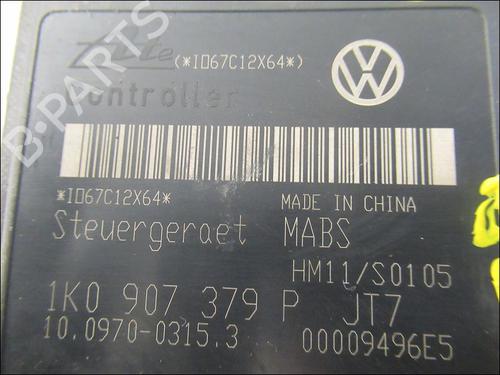 Ate (*I067C12X64*)
Controller
*I067C12X64* MADE IN CHINA
Steuergeraet MABS
HM11/S0105
1K0 907 379 P JT7
10.0970-0315.3 00009496E5
B-PARTS